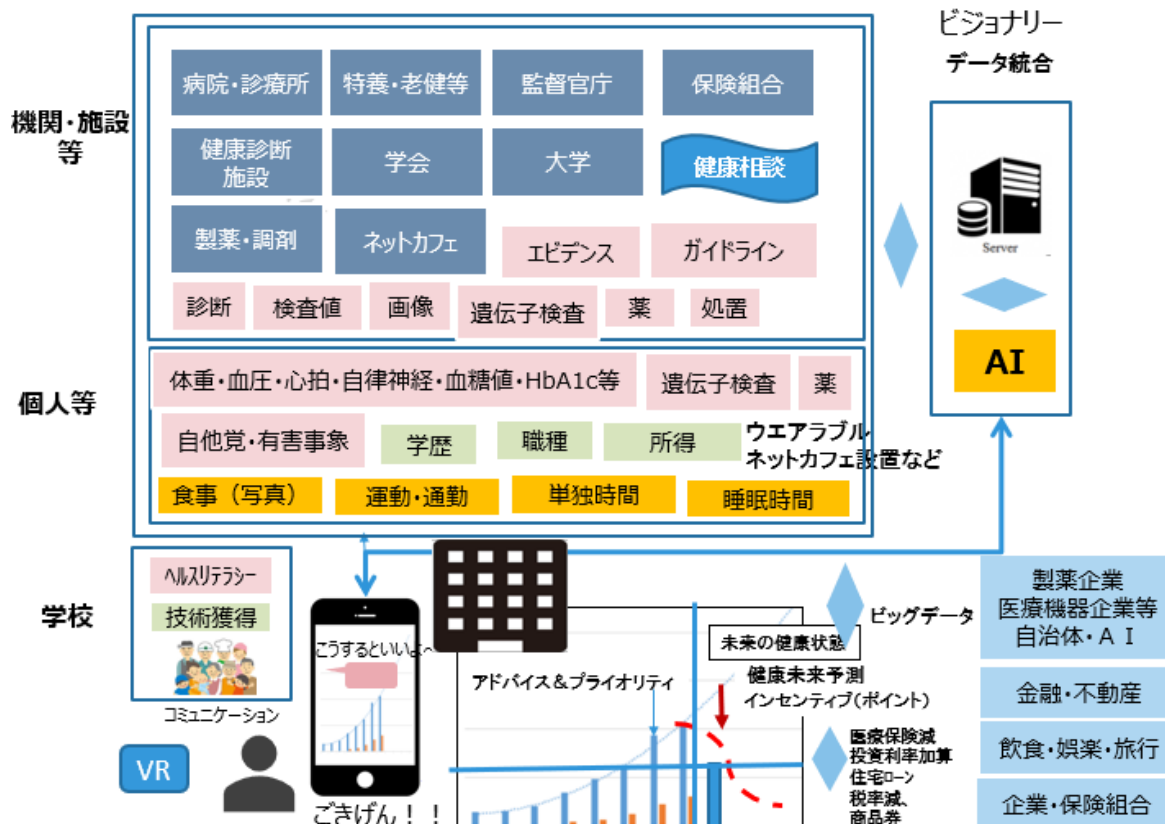 ビジョナリー
データ統合
機関・施設
等
病院・診療所
特養・老健等
監督官庁
保険組合
健康診断
施設
学会
大学
健康相談
製薬・調剤
ネットカフェ
エビデンス
ガイドライン
診断
検査値
画像
遺伝子検査
薬
処置
Server
AI
個人等
体重・血圧・心拍・自律神経・血糖値・HbA1c等
遺伝子検査
薬
自他覚・有害事象
学歴
職種
所得
ウエアラブル
ネットカフェ設置など
食事（写真）
運動・通勤
単独時間
睡眠時間
学校
ヘルスリテラシー
技術獲得
コミュニケーション
VR
こうするといいよ～
ごきげん！！
アドバイス＆プライオリティ
未来の健康状態
健康未来予測
インセンティブ(ポイント)
医療保険減
投資利率加算
住宅ローン
税率減、
商品券
ビッグデータ
製薬企業
医療機器企業等
自治体・ＡＩ
金融・不動産
飲食・娯楽・旅行
企業・保険組合